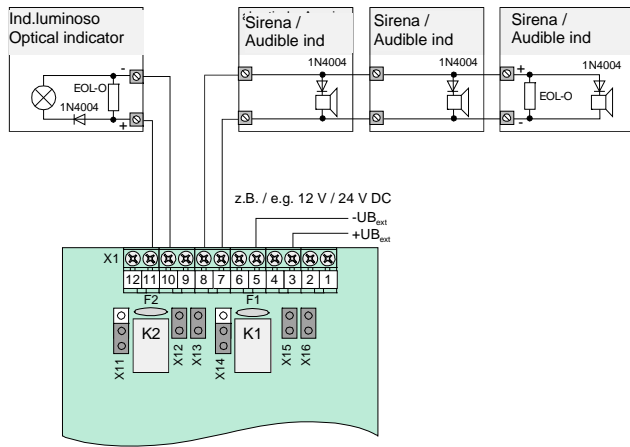 Ind.luminoso
Optical indicator
Sirena /
Audible ind
Sirena /
Audible ind
Sirena /
Audible ind
-
EOL-O
1N4004
+
1N4004
1N4004
+
1N4004
EOL-O
-
z.B. / e.g. 12 V / 24 V DC
-UBext
+UBext
X1
12 11 10 9 8 7 6 5 4 3 2 1
F2
F1
K2
K1
X11
X12
X13
X14
X15
X16